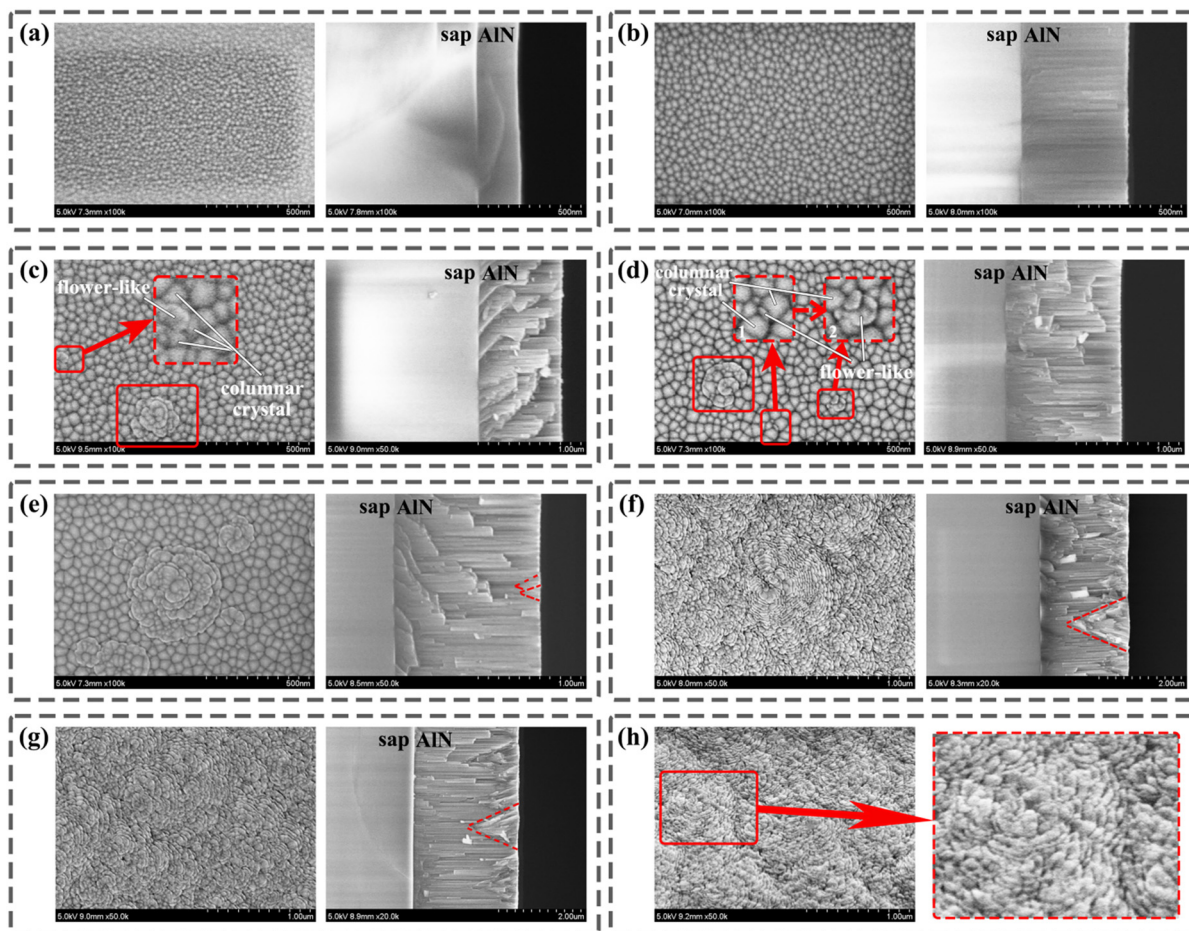 (a)
sap AlN
5.0kV 7.3mm x100k
500nm
5.0kV 7.8mm x100k
500nm
(b)
sap AlN
5.0kV 7.0mm x100k
500nm
5.0kV 8.0mm x100k
500nm
(c)
flower-like
columnar
crystal
sap AlN
5.0kV 9.5mm x100k
500nm
5.0kV 9.0mm x50.0k
1.00um
(d)
columnar
crystal
1
2
flower-like
sap AlN
5.0kV 7.3mm x100k
500nm
5.0kV 8.9mm x50.0k
1.00um
(e)
sap AlN
5.0kV 7.3mm x100k
500nm
5.0kV 8.5mm x50.0k
1.00um
(f)
sap AlN
5.0kV 8.0mm x50.0k
1.00um
5.0kV 8.3mm x20.0k
2.00um
(g)
sap AlN
5.0kV 9.0mm x50.0k
1.00um
5.0kV 8.9mm x20.0k
2.00um
(h)
5.0kV 9.2mm x50.0k
1.00um